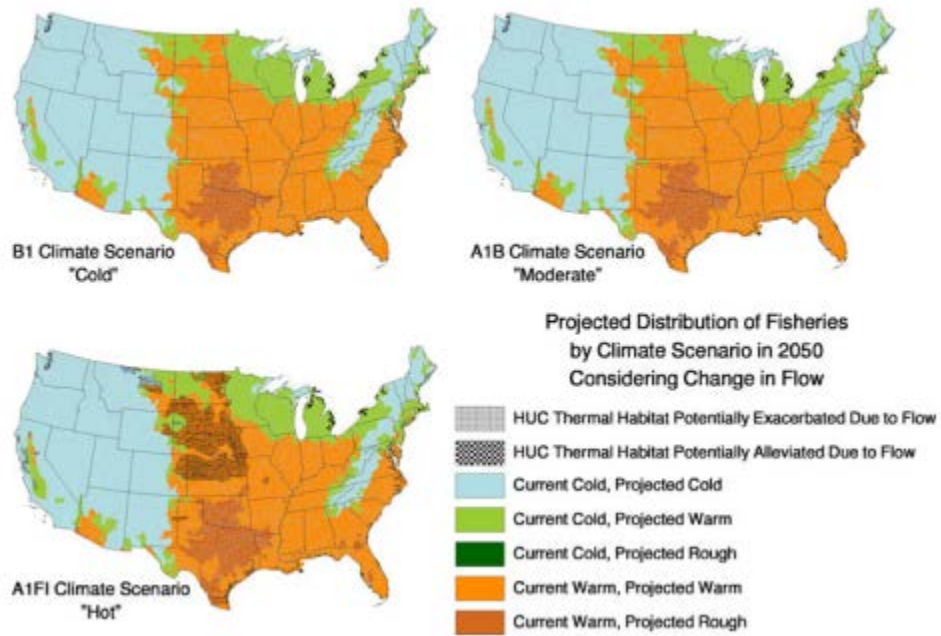 B1 Climate Scenario
"Cold"
A1B Climate Scenario
"Moderate"
A1FI Climate Scenario
"Hot"
Projected Distribution of Fisheries
by Climate Scenario in 2050
Considering Change in Flow
HUC Thermal Habitat Potentially Exacerbated Due to Flow
HUC Thermal Habitat Potentially Alleviated Due to Flow
Current Cold, Projected Cold
Current Cold, Projected Warm
Current Cold, Projected Rough
Current Warm, Projected Warm
Current Warm, Projected Rough